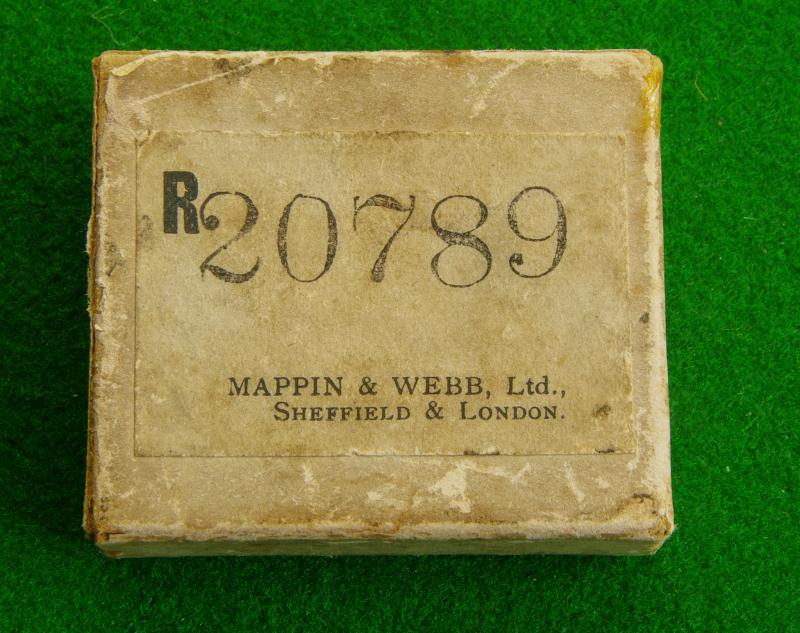 R20789
MAPPIN & WEBB, Ltd.,
SHEFFIELD & LONDON.